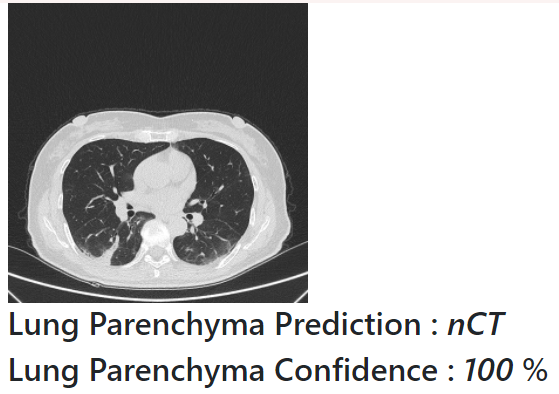 Lung Parenchyma Prediction : nCT
Lung Parenchyma Confidence : 100 %